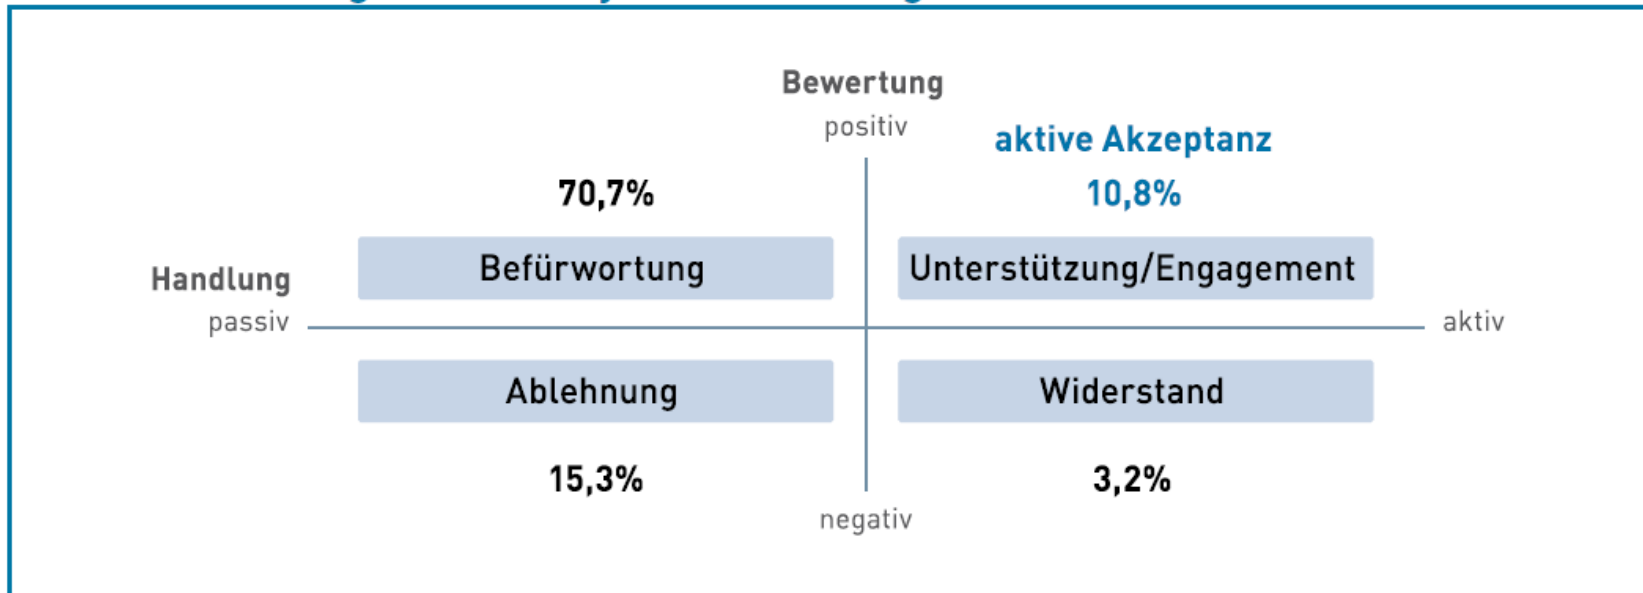 Bewertung
positiv
aktive Akzeptanz
70,7%
10,8%
Befürwortung
Unterstützung/Engagement
Handlung
passiv
aktiv
Ablehnung
Widerstand
15,3%
3,2%
negativ